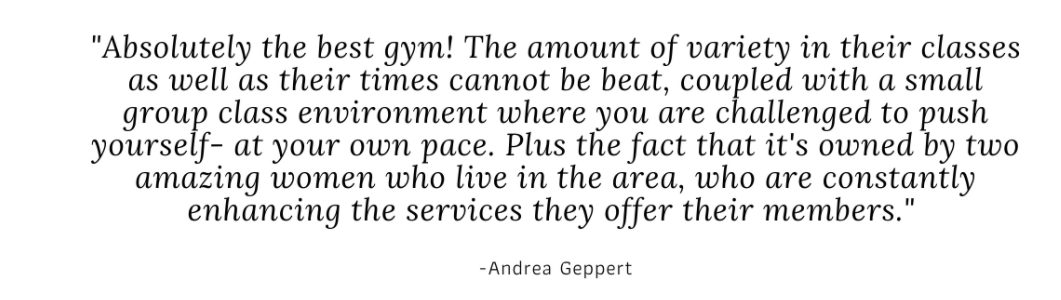 "Absolutely the best gym! The amount of variety in their classes
as well as their times cannot be beat, coupled with a small
group class environment where you are challenged to push
yourself- at your own pace. Plus the fact that it's owned by two
amazing women who live in the area, who are constantly
enhancing the services they offer their members."
-Andrea Geppert